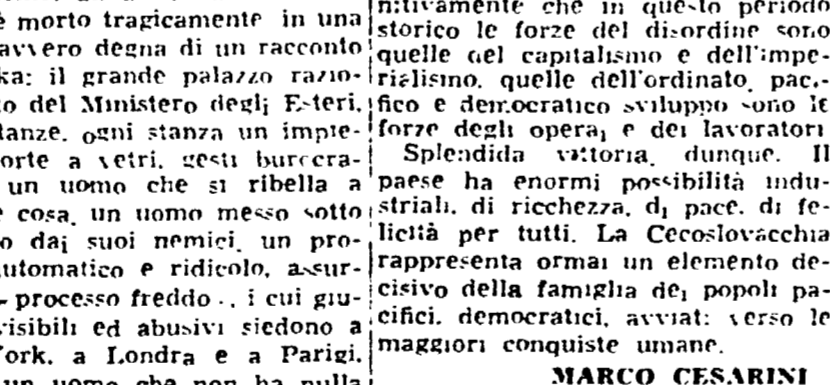 è morto tragicamente in una
avvero degna di un racconto
ka: il grande palazzo razio-
o del Ministero degli Esteri,
tanze, ogni stanza un impie-
orte a vetri, gesti burocra-
un uomo che si ribella a
e cosa, un uomo messo sotto
o dai suoi nemici, un pro-
utomatico e ridicolo, assur-
- processo freddo, i cui giu-
visibili ed abusivi siedono a
York, a Londra e a Parigi,
un uomo che non ha nulla
nitivamente che in questo periodo
storico le forze del disordine sono
quelle del capitalismo e dell'impe-
rialismo, quelle dell'ordinato, paci-
fico e democratico sviluppo sono le
forze degli operai e dei lavoratori
Splendida vittoria, dunque. Il
paese ha enormi possibilità indu-
striali, di ricchezza, di pace, di fe-
licità per tutti. La Cecoslovacchia
rappresenta ormai un elemento de-
cisivo della famiglia dei popoli pa-
cifici, democratici, avviati verso le
maggiori conquiste umane.
MARCO CESARINI